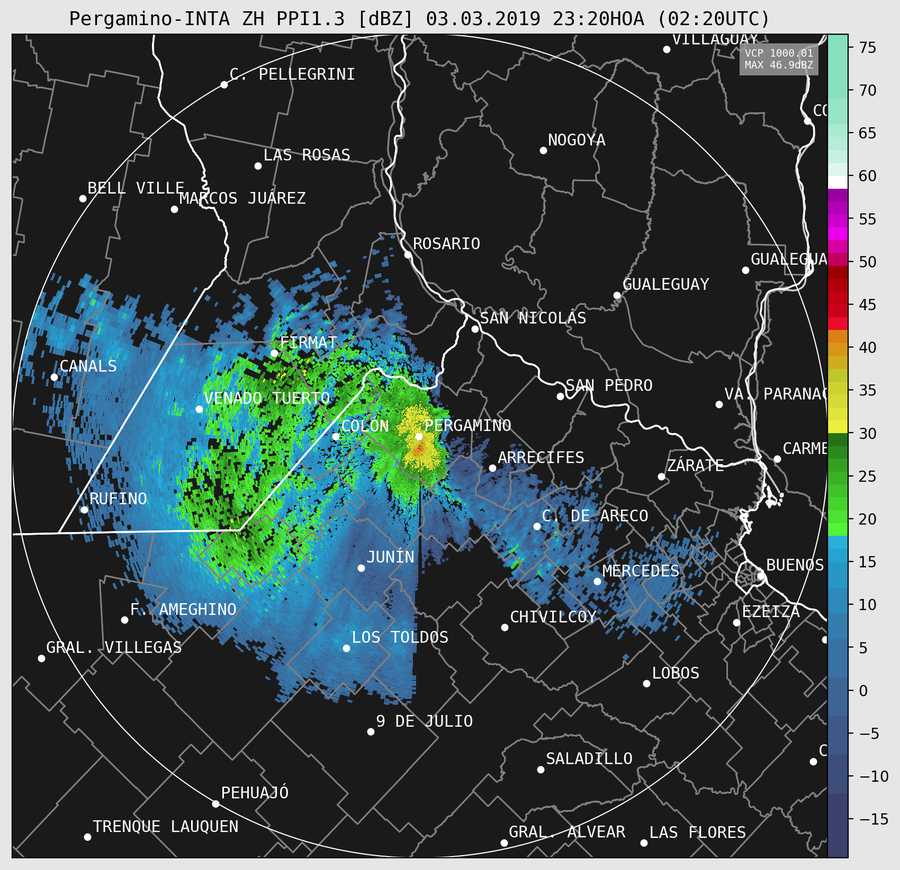 Pergamino-INTA ZH PPI1.3 [dBZ] 03.03.2019 23:20HOA (02:20UTC)
VILLAGUAY
VCP 1000.01
MAX 46.9dBZ
75
C. PELLEGRINI
70
CO
65
NOGOYA
LAS ROSAS
60
BELL VILLE
MARCOS JUÁREZ
55
ROSARIO
GUALEGUA
50
GUALEGUAY
45
SAN NICOLÁS
FIRMAT
40
CANALS
SAN PEDRO
35
VENADO TUERTO
VA. PARANAC
COLÓN
PERGAMINO
30
CARME
ARRECIFES
ZÁRATE
25
RUFINO
20
C. DE ARECO
JUNÍN
15
MERCEDES
BUENOS
10
F. AMEGHINO
CHIVILCOY
EZEIZA
LOS TOLDOS
5
GRAL. VILLEGAS
LOBOS
0
9 DE JULIO
−5
SALADILLO
C
−10
PEHUAJÓ
−15
TRENQUE LAUQUEN
GRAL. ALVEAR
LAS FLORES